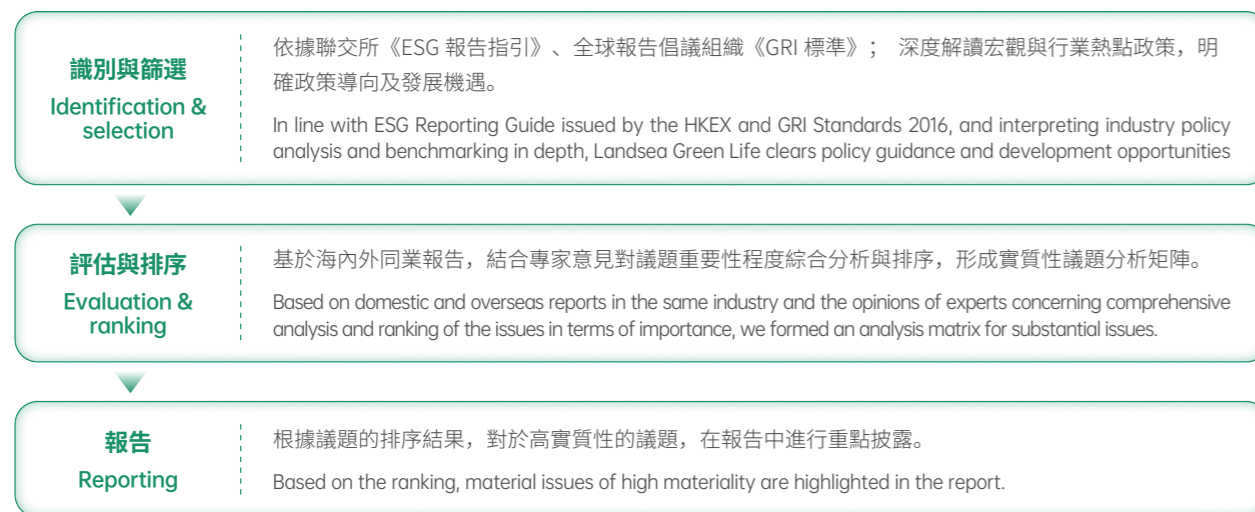 識別與篩選
Identification &
selection
依據聯交所《ESG 報告指引》、全球報告倡議組織《GRI 標準》； 深度解讀宏觀與行業熱點政策，明
確政策導向及發展機遇。
In line with ESG Reporting Guide issued by the HKEX and GRI Standards 2016, and interpreting industry policy
analysis and benchmarking in depth, Landsea Green Life clears policy guidance and development opportunities
評估與排序
Evaluation &
ranking
基於海內外同業報告，結合專家意見對議題重要性程度綜合分析與排序，形成實質性議題分析矩陣。
Based on domestic and overseas reports in the same industry and the opinions of experts concerning comprehensive
analysis and ranking of the issues in terms of importance, we formed an analysis matrix for substantial issues.
報告
Reporting
根據議題的排序結果，對於高實質性的議題，在報告中進行重點披露。
Based on the ranking, material issues of high materiality are highlighted in the report.